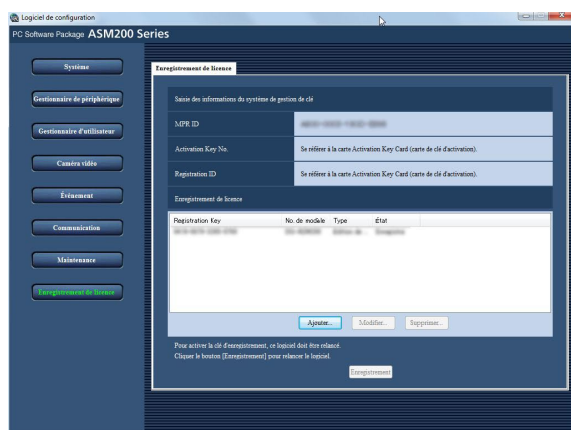 Logiciel de configuration
PC Software Package ASM200 Series
Système
Gestionnaire de périphérique
Gestionnaire d'utilisateur
Caméra vidéo
Événement
Communication
Maintenance
Enregistrement de licence
Enregistrement de licence
Saisie des informations du système de gestion de clé
MPR ID
Activation Key No.
Se référer à la carte Activation Key Card (carte de clé d'activation).
Registration ID
Se référer à la carte Activation Key Card (carte de clé d'activation).
Enregistrement de licence
Registration Key No. de modèle Type État
Ajouter... Modifier... Supprimer...
Pour activer la clé d'enregistrement, ce logiciel doit être relancé.
Cliquer le bouton [Enregistrement] pour relancer le logiciel.
Enregistrement